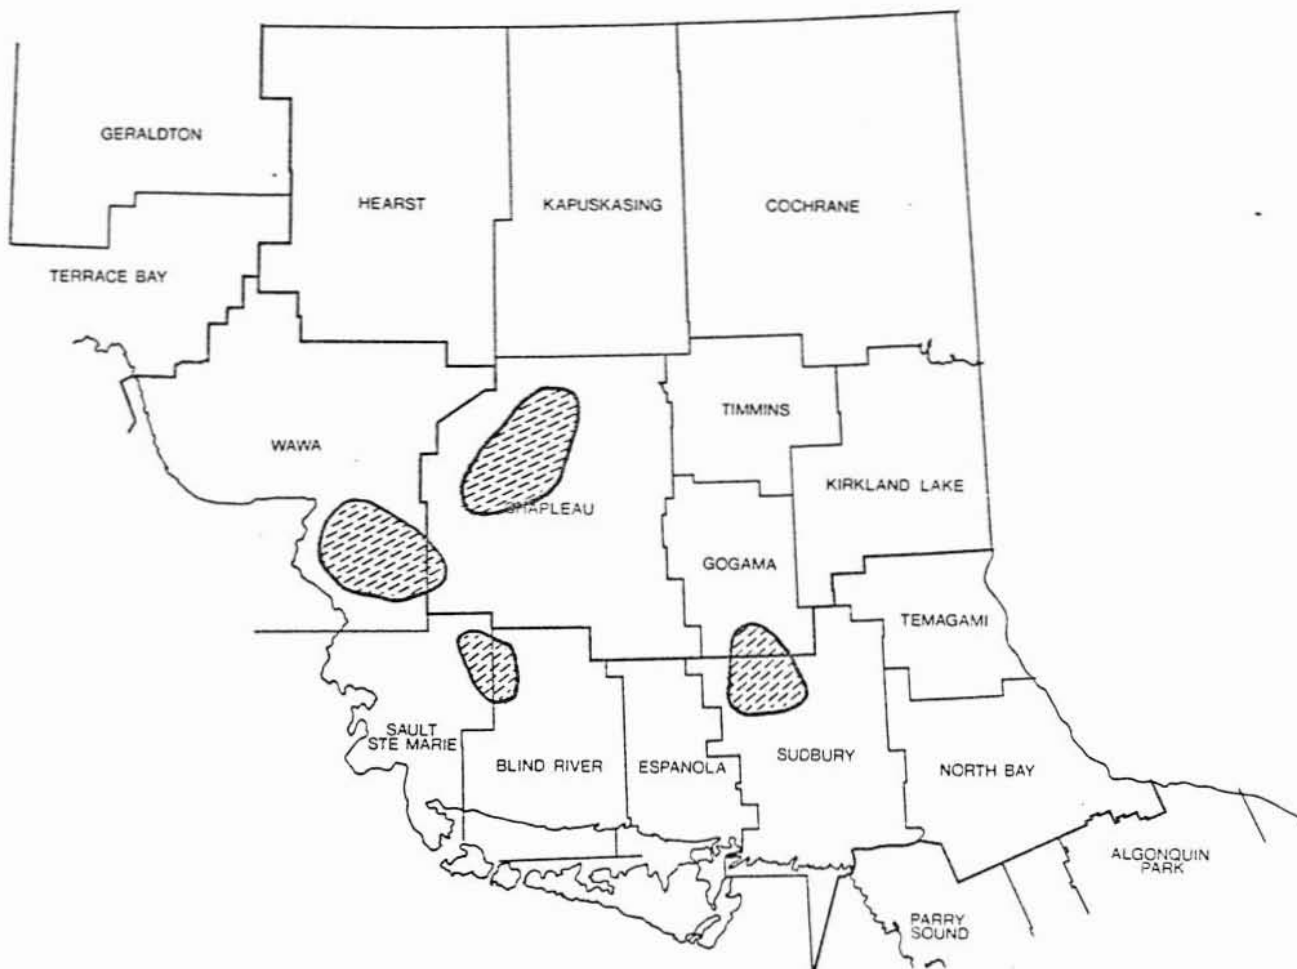 GERALDTON
HEARST
KAPUSKASING
COCHRANE
TERRACE BAY
TIMMINS
WAWA
KIRKLAND LAKE
CHAPLEAU
GOGAMA
TEMAGAMI
SAULT
STE MARIE
BLIND RIVER
ESPANOLA
SUDBURY
NORTH BAY
ALGONQUIN
PARK
PARRY
SOUND